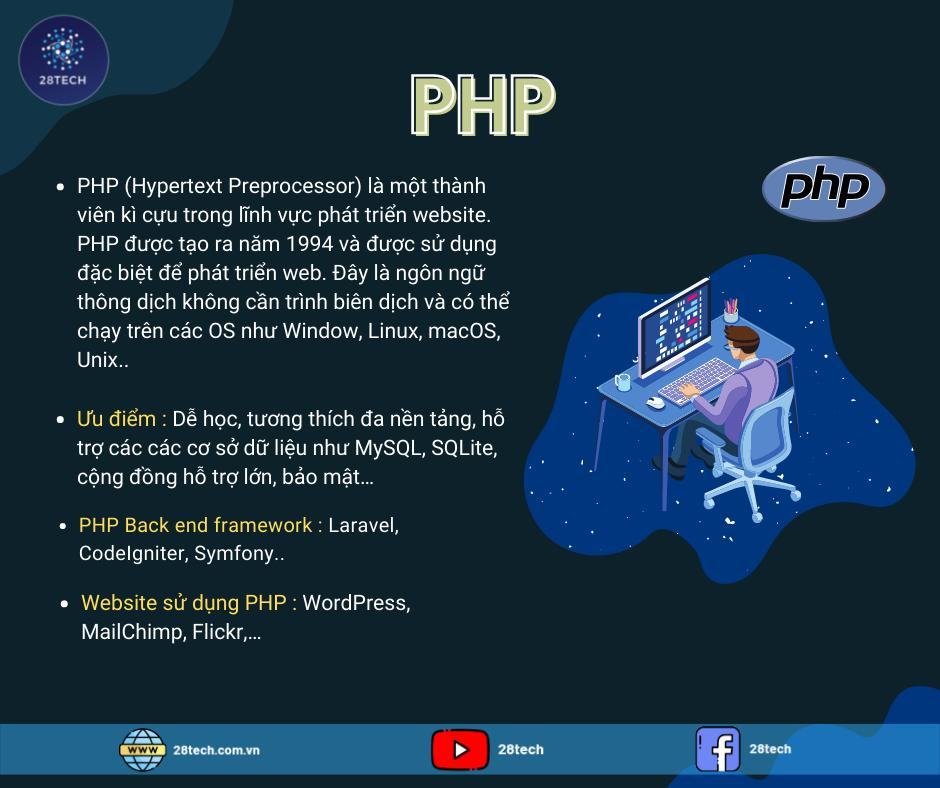 28TECH
PHP
php
PHP (Hypertext Preprocessor) là một thành
viên kì cựu trong lĩnh vực phát triển website.
PHP được tạo ra năm 1994 và được sử dụng
đặc biệt để phát triển web. Đây là ngôn ngữ
thông dịch không cần trình biên dịch và có thể
chạy trên các OS như Window, Linux, macOS,
Unix..
Ưu điểm : Dễ học, tương thích đa nền tảng, hỗ
trợ các các cơ sở dữ liệu như MySQL, SQLite,
cộng đồng hỗ trợ lớn, bảo mật...
PHP Back end framework : Laravel,
CodeIgniter, Symfony..
Website sử dụng PHP : WordPress,
MailChimp, Flickr,...
WWW 28tech.com.vn
28tech
28tech